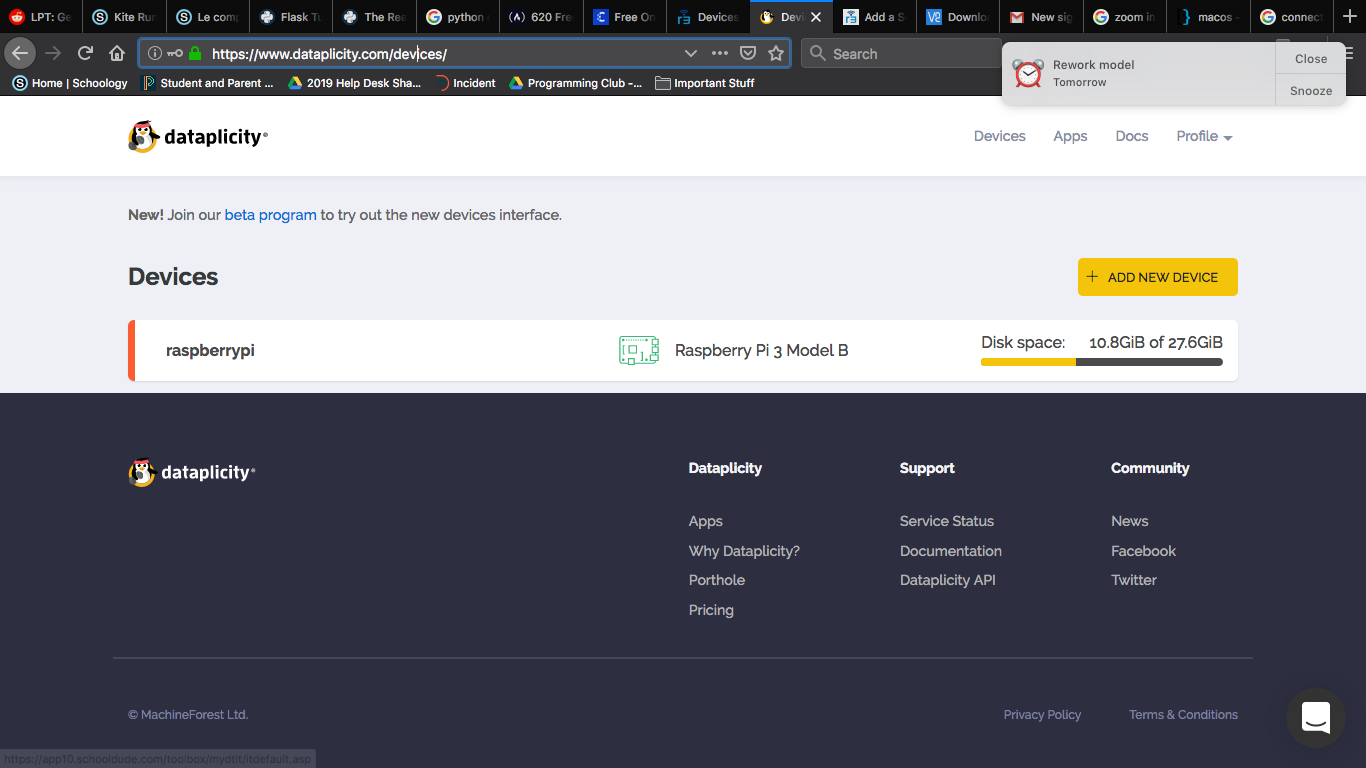 LPT: Ge
Kite Run
Le comp
Flask Tu
The Rea
python
620 Free
Free On
Devices
Devi
Add a S
Downlo
New sig
zoom in
macos -
connect
https://www.dataplicity.com/devices/
Search
Home | Schoology
Student and Parent ...
2019 Help Desk Sha...
Incident
Programming Club -...
Important Stuff
Rework model
Tomorrow
Close
Snooze
dataplicity
Devices
Apps
Docs
Profile
New! Join our beta program to try out the new devices interface.
Devices
+ ADD NEW DEVICE
raspberrypi
Raspberry Pi 3 Model B
Disk space: 10.8GiB of 27.6GiB
dataplicity
Dataplicity
Apps
Why Dataplicity?
Porthole
Pricing
Support
Service Status
Documentation
Dataplicity API
Community
News
Facebook
Twitter
© MachineForest Ltd.
Privacy Policy
Terms & Conditions
https://app10.schooldude.com/toolbox/mydtit/itdefault.asp